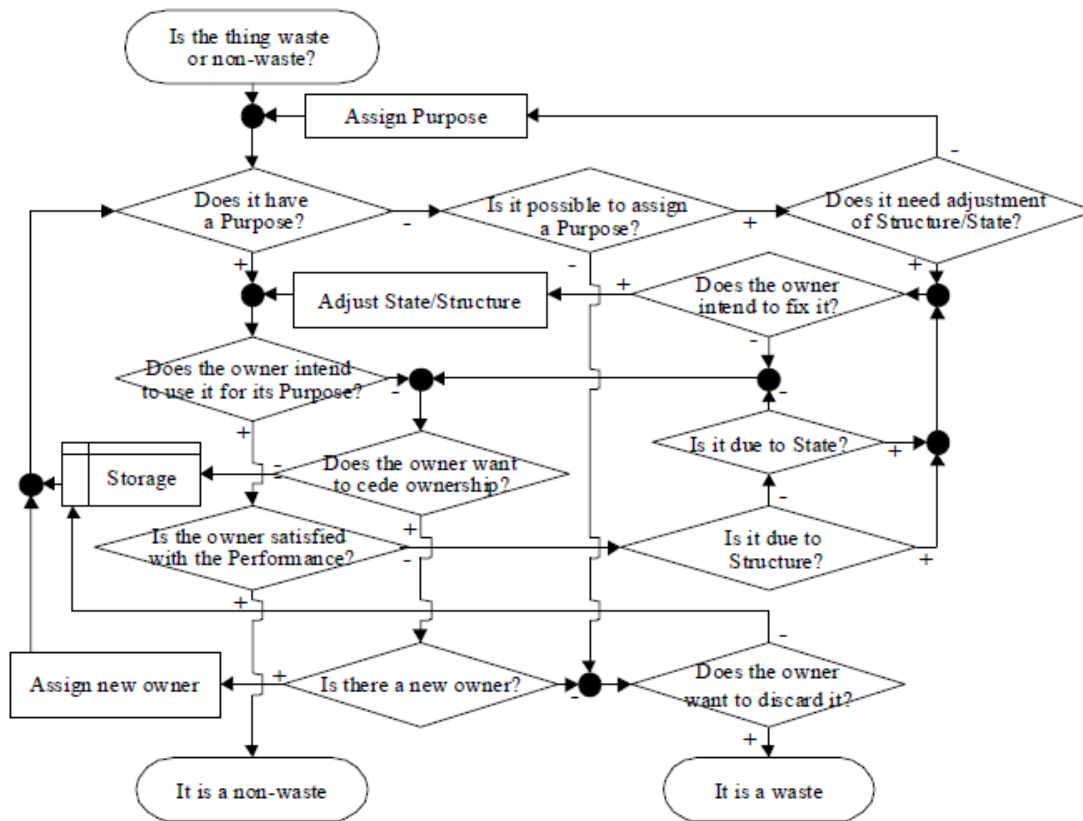 Is the thing waste
or non-waste?
Assign Purpose
-
Does it have
a Purpose?
-
Is it possible to assign
a Purpose?
+
Does it need adjustment
of Structure/State?
+
-
+
Adjust State/Structure
+
Does the owner
intend to fix it?
-
Does the owner intend
to use it for its Purpose?
-
-
+
Is it due to State?
+
Storage
-
Does the owner want
to cede ownership?
-
+
Is the owner satisfied
with the Performance?
-
Is it due to
Structure?
+
+
-
Assign new owner
+
Is there a new owner?
-
Does the owner
want to discard it?
+
It is a non-waste
It is a waste